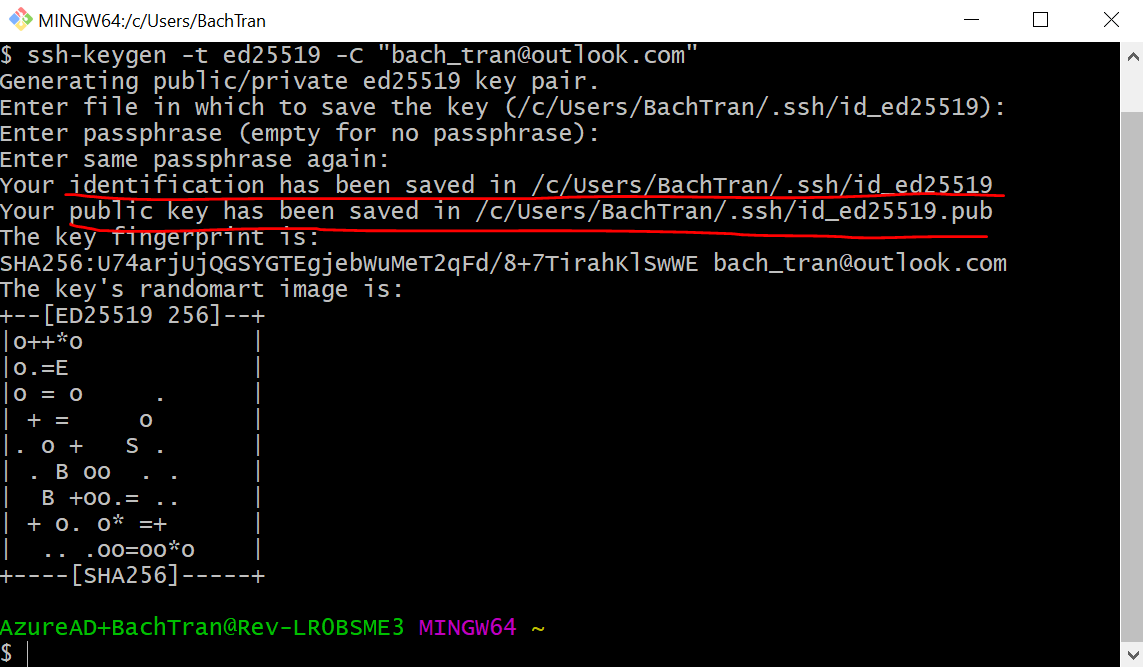 MINGW64:/c/Users/BachTran
$ ssh-keygen -t ed25519 -C "bach_tran@outlook.com"
Generating public/private ed25519 key pair.
Enter file in which to save the key (/c/Users/BachTran/.ssh/id_ed25519):
Enter passphrase (empty for no passphrase):
Enter same passphrase again:
Your identification has been saved in /c/Users/BachTran/.ssh/id_ed25519
Your public key has been saved in /c/Users/BachTran/.ssh/id_ed25519.pub
The key fingerprint is:
SHA256:U74arjUjQGSYGTEgjebWuMeT2qFd/8+7TirahKlSwWE bach_tran@outlook.com
The key's randomart image is:
+--[ED25519 256]--+
|o++*o            |
|o.=E             |
|o = o     .      |
| + =     o       |
|. o +   S .      |
| . B oo  . .     |
|  B +oo.= ..     |
| + o. o* =+      |
|  .. .oo=oo*o    |
+----[SHA256]-----+
AzureAD+BachTran@Rev-LR0BSME3 MINGW64 ~
$